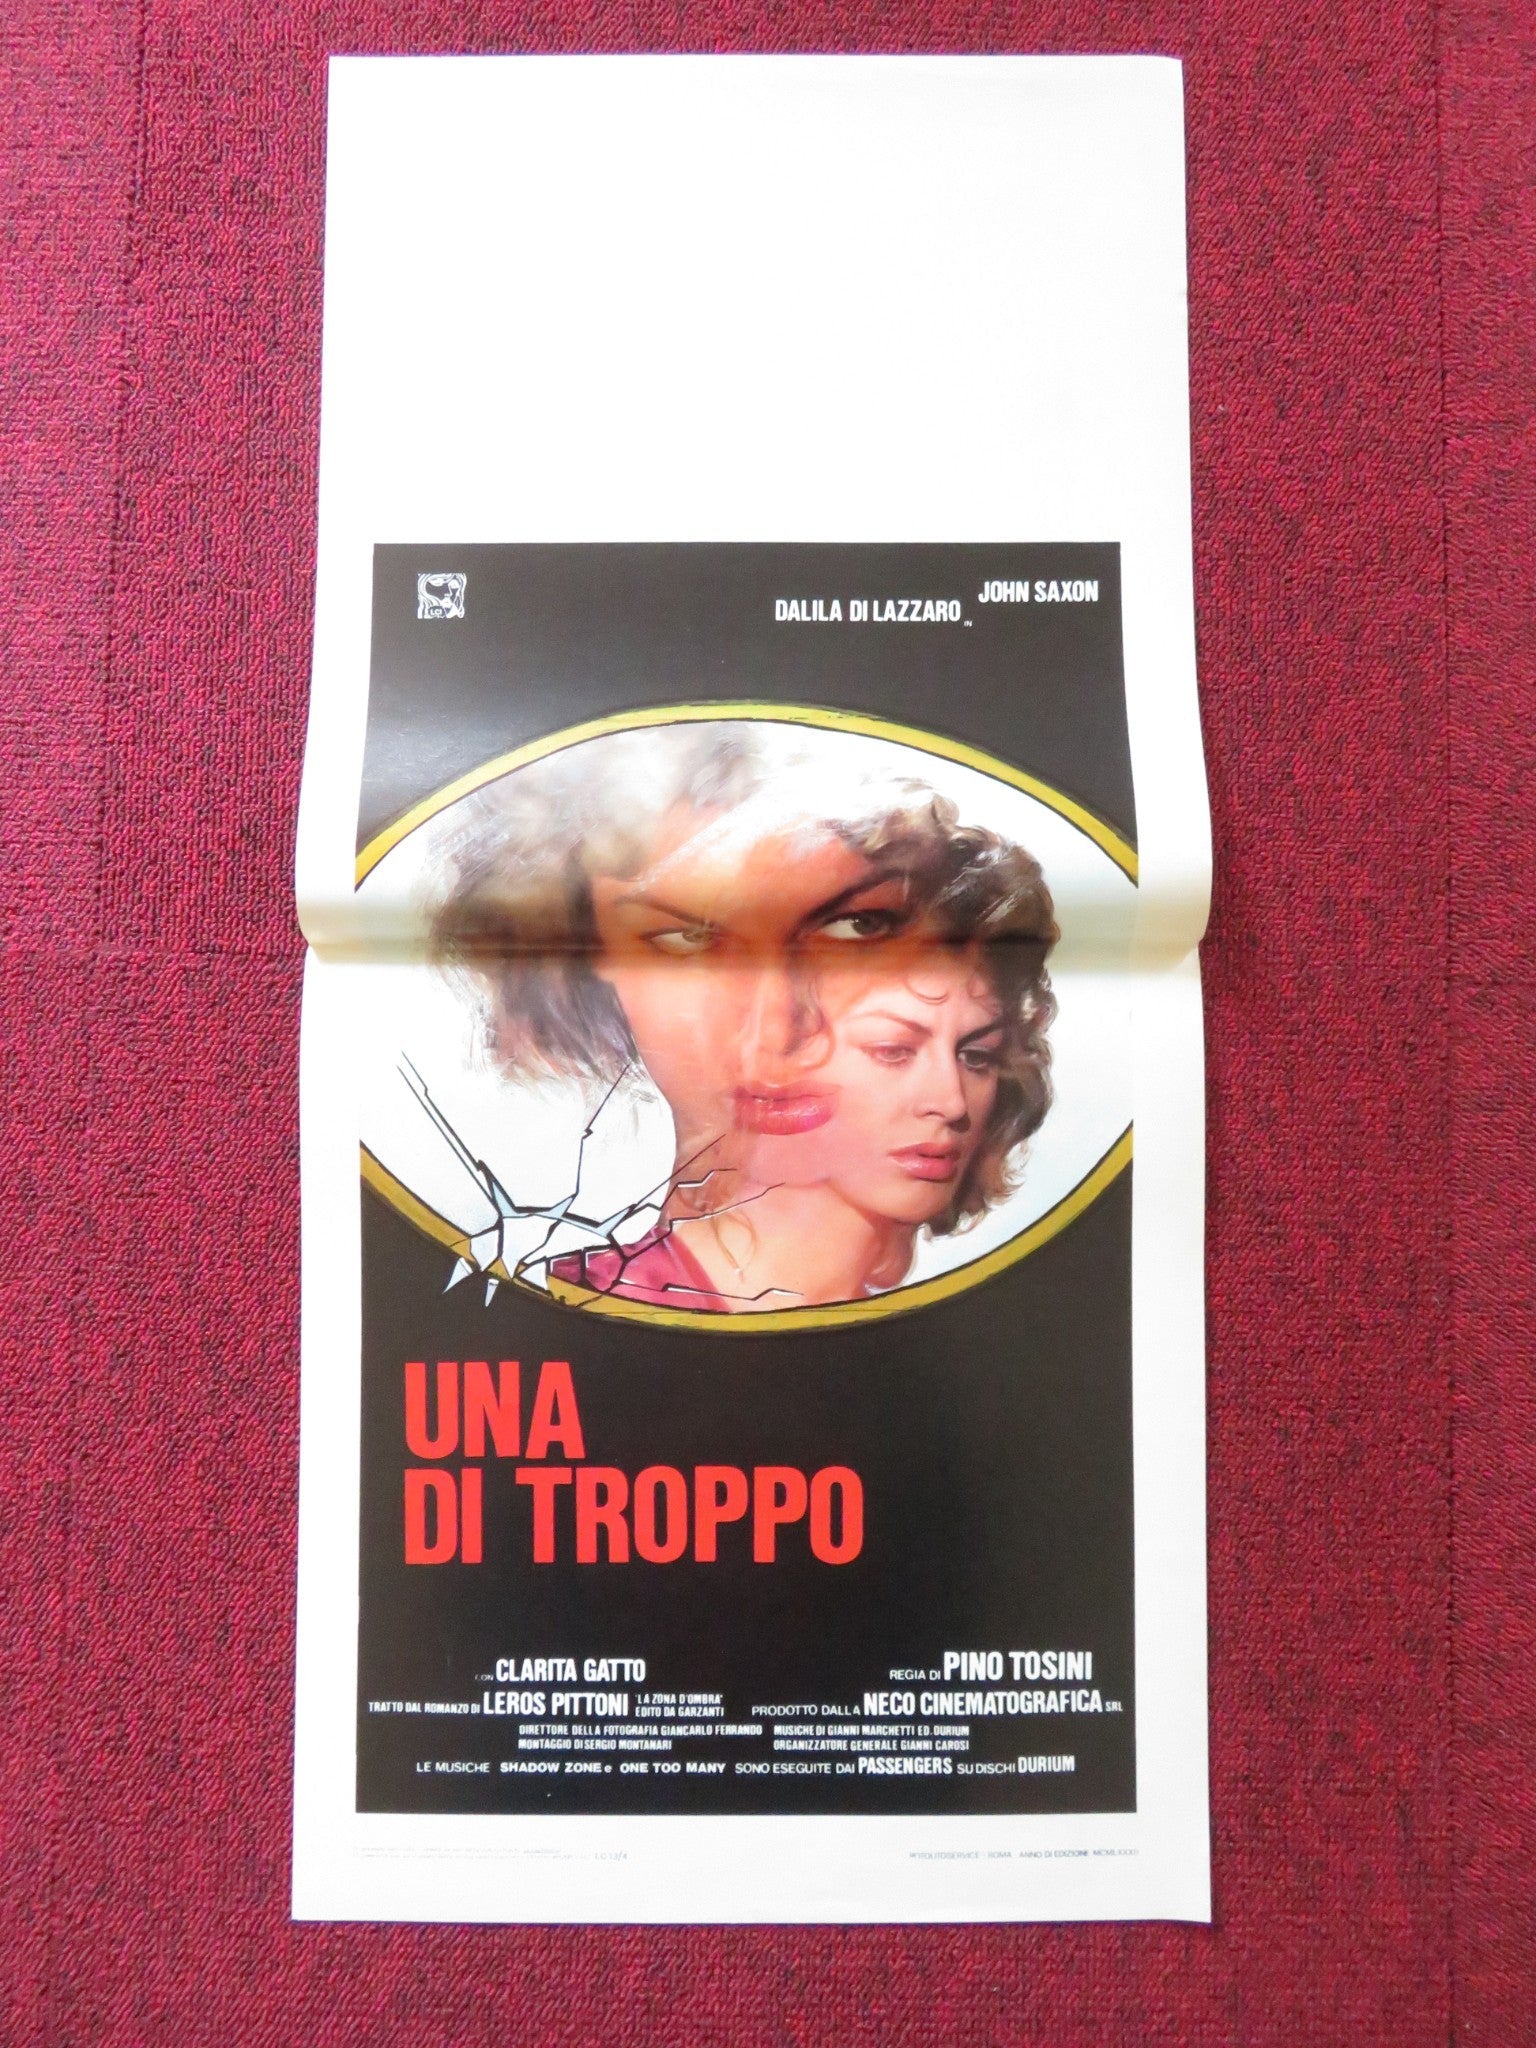 LCI
DALILA DI LAZZARO IN JOHN SAXON
UNA
DI TROPPO
CON CLARITA GATTO
REGIA DI PINO TOSINI
TRATTO DAL ROMANZO DI LEROS PITTONI 'LA ZONA D'OMBRA' EDITO DA GARZANTI
PRODOTTO DALLA NECO CINEMATOGRAFICA SRL
DIRETTORE DELLA FOTOGRAFIA GIANCARLO FERRANDO
MUSICHE DI GIANNI MARCHETTI ED. DURIUM
MONTAGGIO DI SERGIO MONTANARI
ORGANIZZATORE GENERALE GIANNI CAROSI
LE MUSICHE SHADOW ZONE e ONE TOO MANY SONO ESEGUITE DAI PASSENGERS SU DISCHI DURIUM
ROMA ANNO DI EDIZIONE